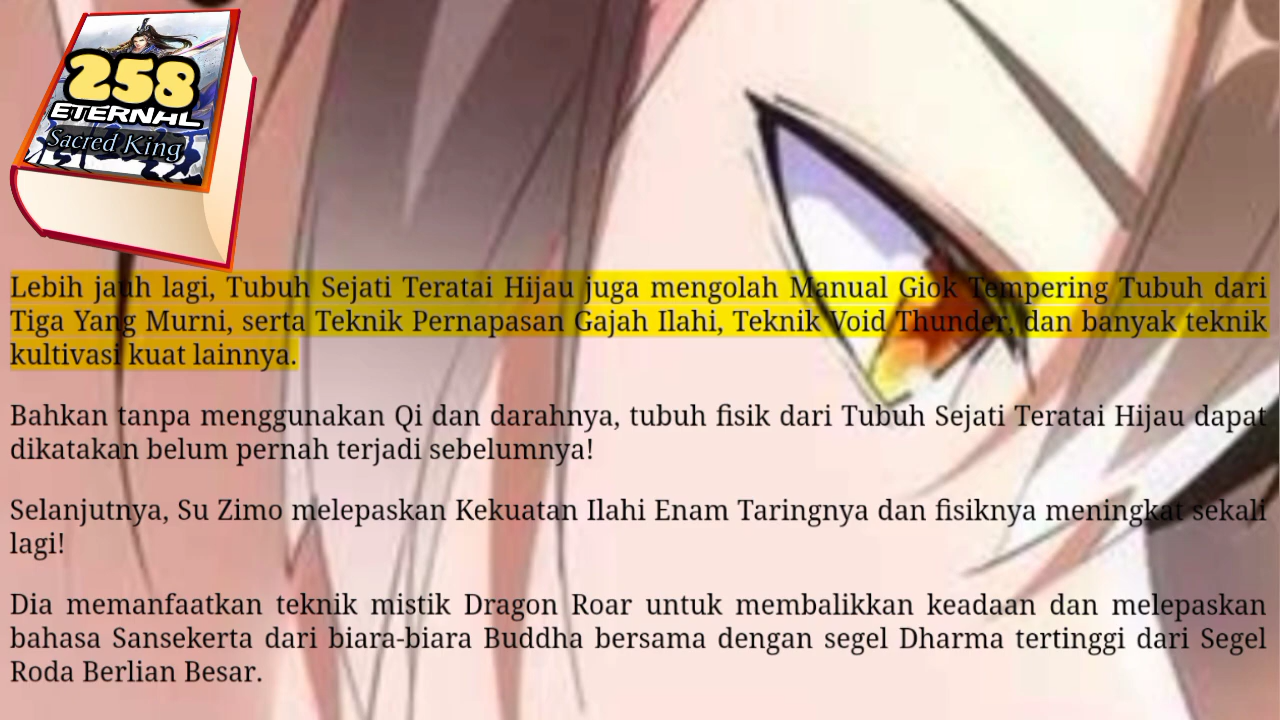 258
ETERNAL
Sacred King
Lebih jauh lagi, Tubuh Sejati Teratai Hijau juga mengolah Manual Giok Tempering Tubuh dari
Tiga Yang Murni, serta Teknik Pernapasan Gajah Ilahi, Teknik Void Thunder, dan banyak teknik
kultivasi kuat lainnya.
Bahkan tanpa menggunakan Qi dan darahnya, tubuh fisik dari Tubuh Sejati Teratai Hijau dapat
dikatakan belum pernah terjadi sebelumnya!
Selanjutnya, Su Zimo melepaskan Kekuatan Ilahi Enam Taringnya dan fisiknya meningkat sekali
lagi!
Dia memanfaatkan teknik mistik Dragon Roar untuk membalikkan keadaan dan melepaskan
bahasa Sansekerta dari biara-biara Buddha bersama dengan segel Dharma tertinggi dari Segel
Roda Berlian Besar.